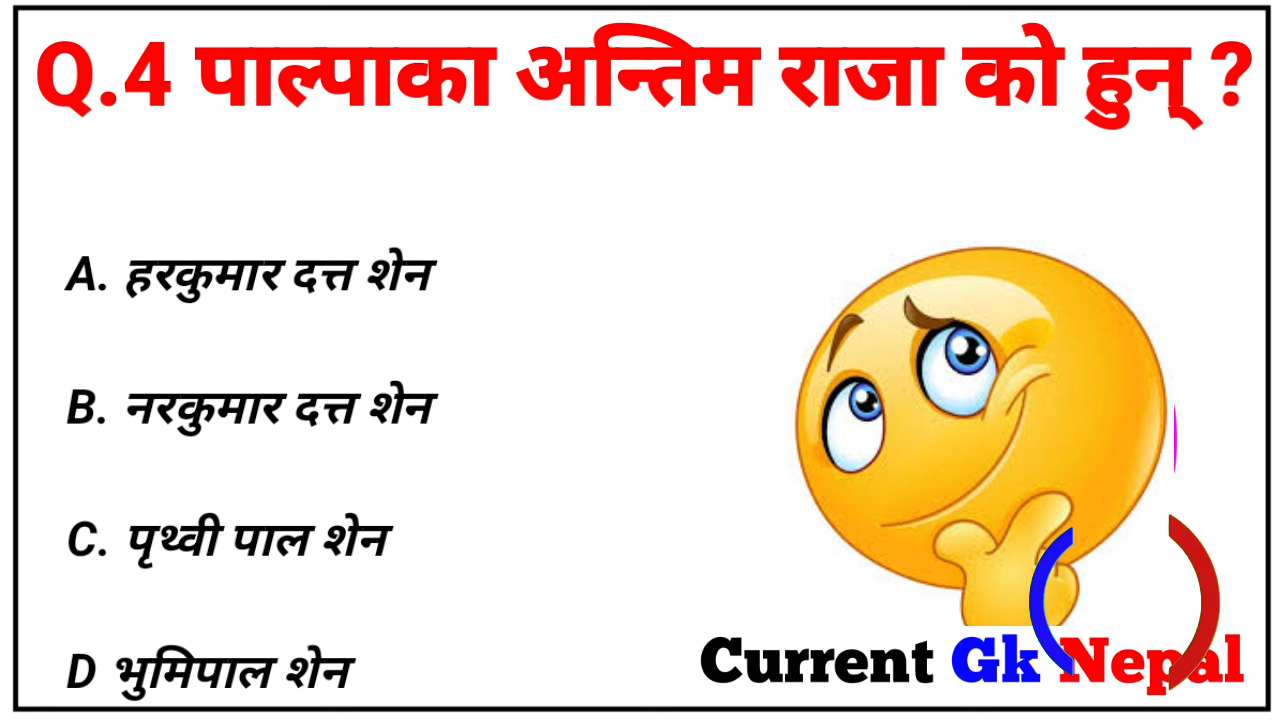 Q.4 पाल्पाका अन्तिम राजा को हुन् ?
A. हरकुमार दत्त शेन
B. नरकुमार दत्त शेन
C. पृथ्वी पाल शेन
D भुमिपाल शेन
Current Gk Nepal